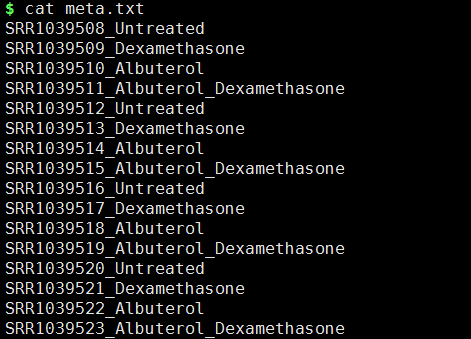 $ cat meta.txt
SRR1039508_Untreated
SRR1039509_Dexamethasone
SRR1039510_Albuterol
SRR1039511_Albuterol_Dexamethasone
SRR1039512_Untreated
SRR1039513_Dexamethasone
SRR1039514_Albuterol
SRR1039515_Albuterol_Dexamethasone
SRR1039516_Untreated
SRR1039517_Dexamethasone
SRR1039518_Albuterol
SRR1039519_Albuterol_Dexamethasone
SRR1039520_Untreated
SRR1039521_Dexamethasone
SRR1039522_Albuterol
SRR1039523_Albuterol_Dexamethasone